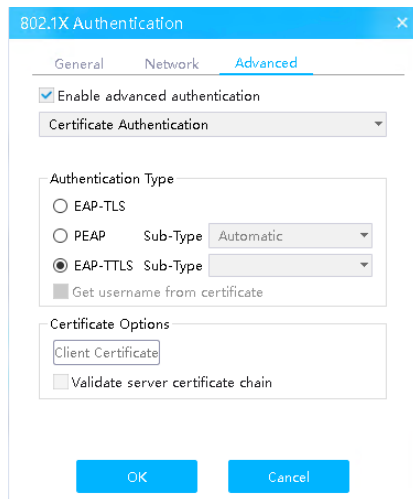 802.1X Authentication
General Network Advanced
Enable advanced authentication
Certificate Authentication
Authentication Type
EAP-TLS
PEAP Sub-Type Automatic
EAP-TTLS Sub-Type
Get username from certificate
Certificate Options
Client Certificate
Validate server certificate chain
OK Cancel